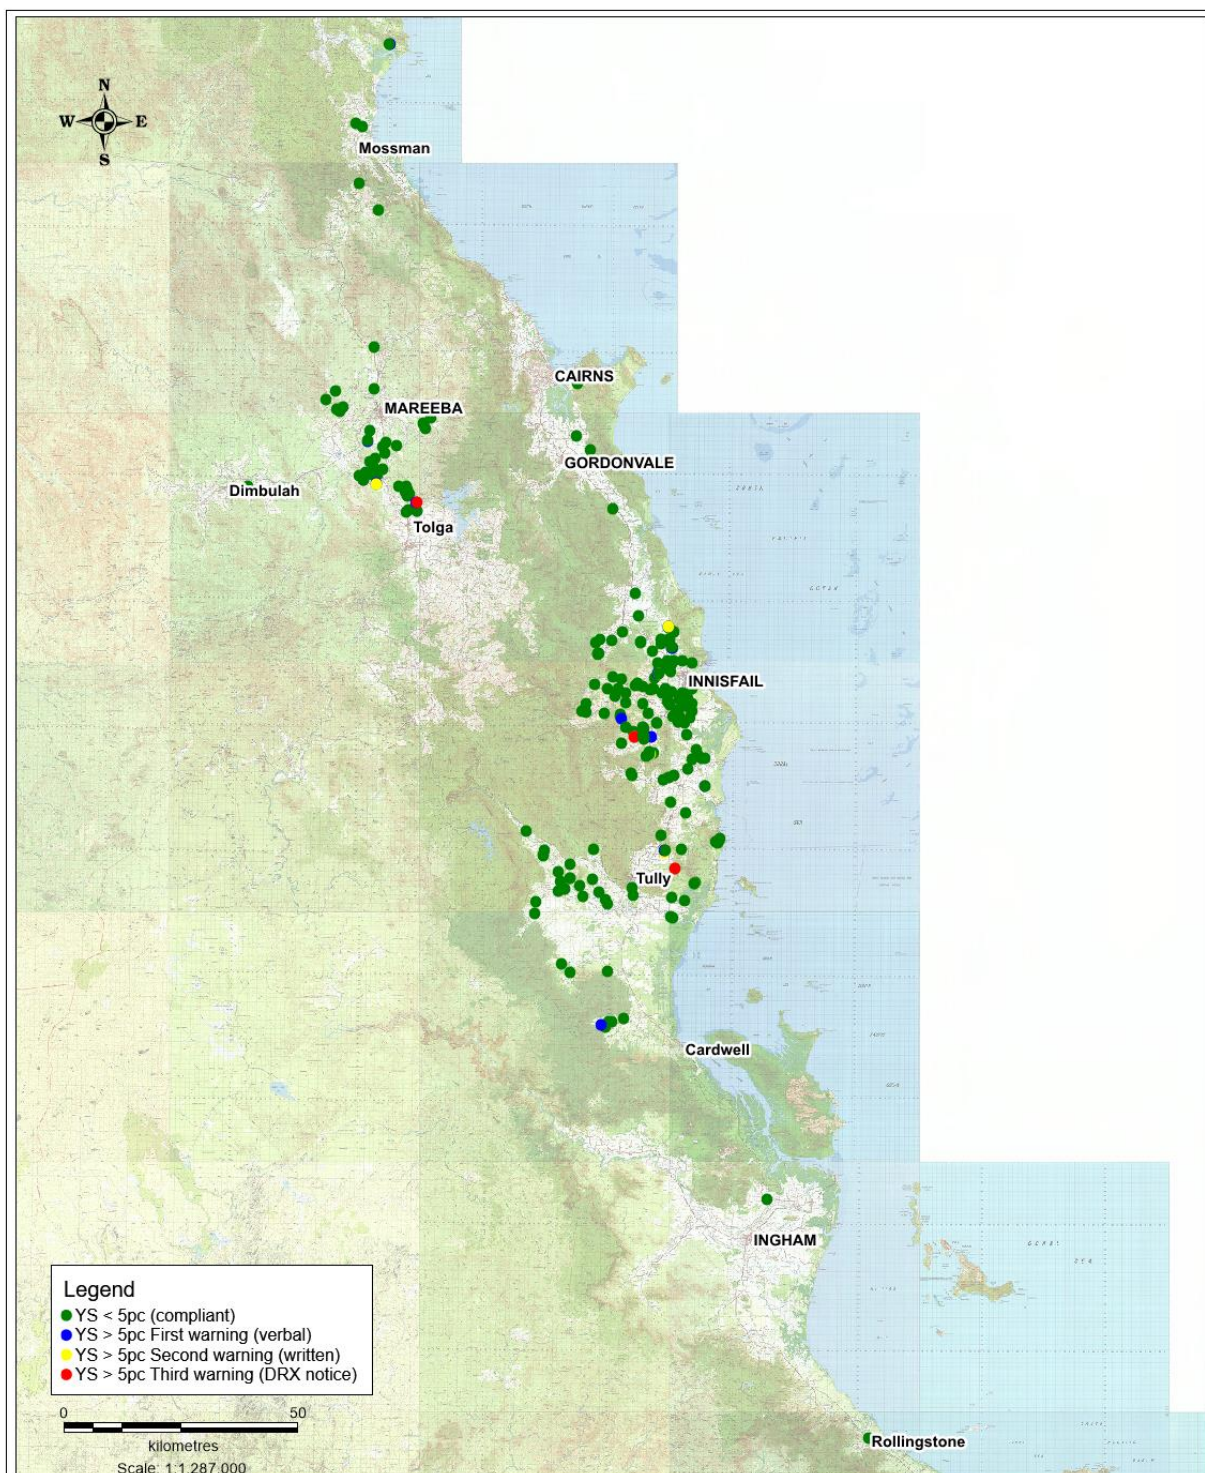 N
W E
S
Mossman
CAIRNS
MAREEBA
GORDONVALE
Dimbulah
Tolga
INNISFAIL
Tully
Cardwell
INGHAM
Legend
YS < 5pc (compliant)
YS > 5pc First warning (verbal)
YS > 5pc Second warning (written)
YS > 5pc Third warning (DRX notice)
0 50
kilometres
Scale: 1:1,287,000
Rollingstone